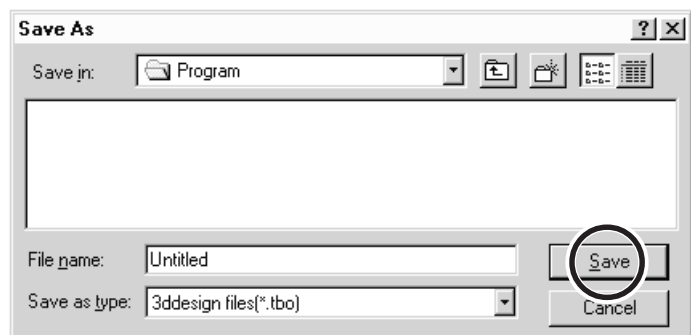 Save As
Save in: Program
File name: Untitled Save
Save as type: 3ddesign files(*.tbo) Cancel